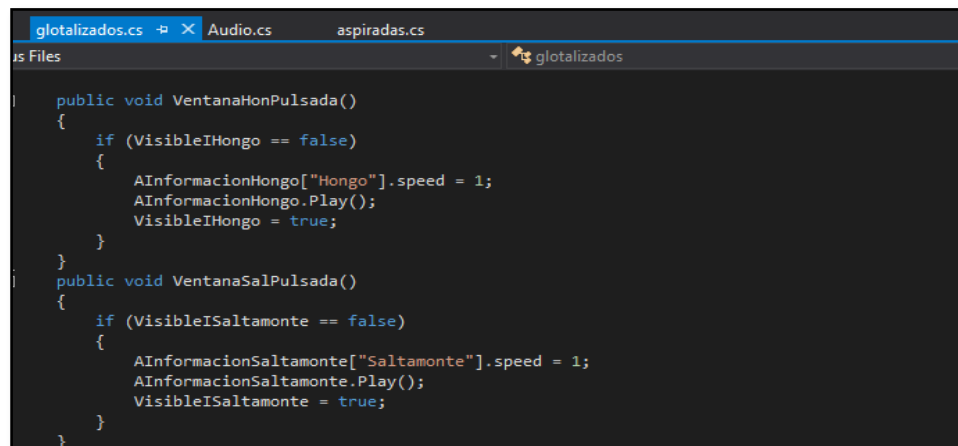 glotalizados.cs Audio.cs aspiradas.cs
us Files glotalizados
public void VentanaHonPulsada()
{
if (VisibleIHongo == false)
{
AInformacionHongo["Hongo"].speed = 1;
AInformacionHongo.Play();
VisibleIHongo = true;
}
}
public void VentanaSalPulsada()
{
if (VisibleISaltamonte == false)
{
AInformacionSaltamonte["Saltamonte"].speed = 1;
AInformacionSaltamonte.Play();
VisibleISaltamonte = true;
}
}